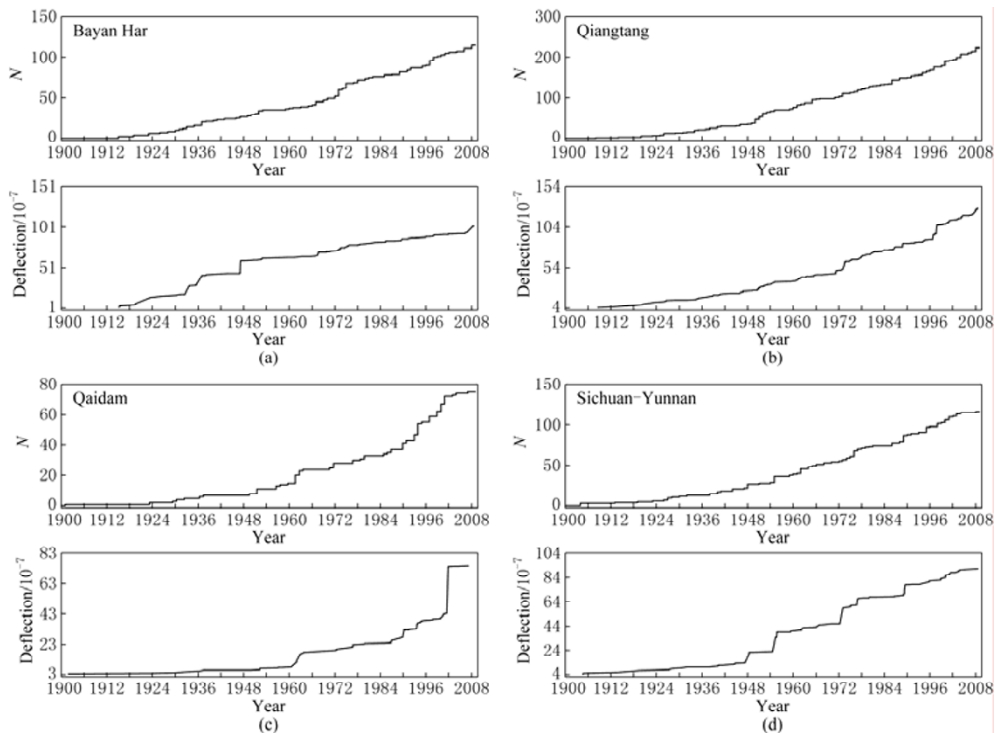 150
Bayan Har
100
N
50
0
1900 1912 1924 1936 1948 1960 1972 1984 1996 2008
Year
151
101
Deflection/10⁻⁷
51
1
1900 1912 1924 1936 1948 1960 1972 1984 1996 2008
Year
(a)
300
Qiangtang
200
N
100
0
1900 1912 1924 1936 1948 1960 1972 1984 1996 2008
Year
154
104
Deflection/10⁻⁷
54
4
1900 1912 1924 1936 1948 1960 1972 1984 1996 2008
Year
(b)
80
Qaidam
60
N
40
20
0
1900 1912 1924 1936 1948 1960 1972 1984 1996 2008
Year
83
63
Deflection/10⁻⁷
43
23
3
1900 1912 1924 1936 1948 1960 1972 1984 1996 2008
Year
(c)
150
Sichuan-Yunnan
100
N
50
0
1900 1912 1924 1936 1948 1960 1972 1984 1996 2008
Year
104
84
Deflection/10⁻⁷
64
44
24
4
1900 1912 1924 1936 1948 1960 1972 1984 1996 2008
Year
(d)